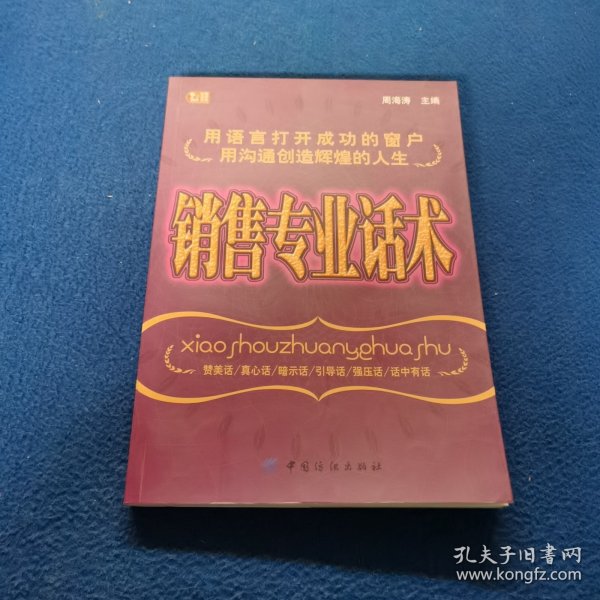 周海涛 主编
用语言打开成功的窗户
用沟通创造辉煌的人生
销售专业话术
xiaoshouzhuanyehuashu
赞美话/真心话/暗示话/引导话/强压话/话中有话
中国纺织出版社
孔夫子旧书网
www.kongfz.com